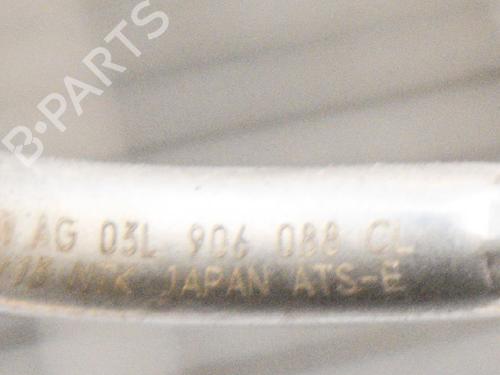 B·PARTS
AG 03L 906 088 CL
NTK JAPAN ATS-E